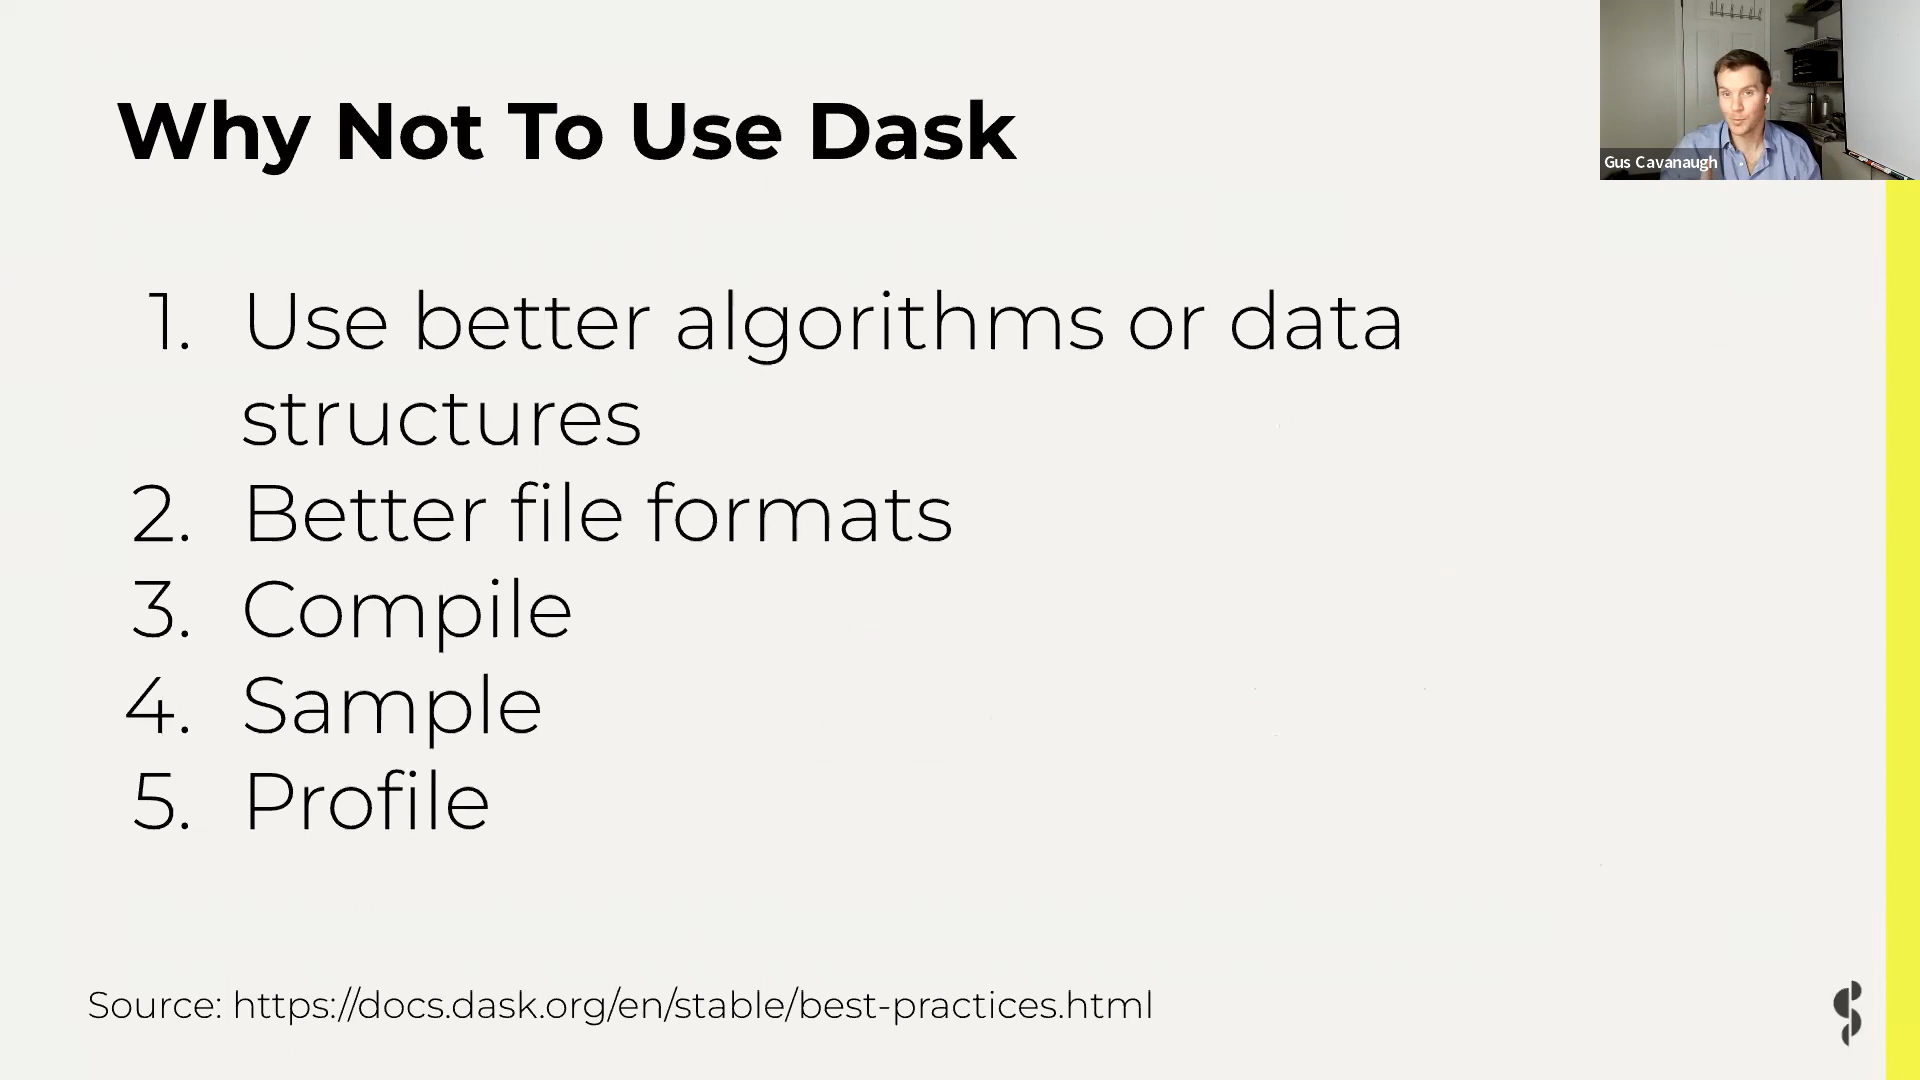 Why Not To Use Dask
Gus Cavanaugh
1. Use better algorithms or data
structures
2. Better file formats
3. Compile
4. Sample
5. Profile
Source: https://docs.dask.org/en/stable/best-practices.html